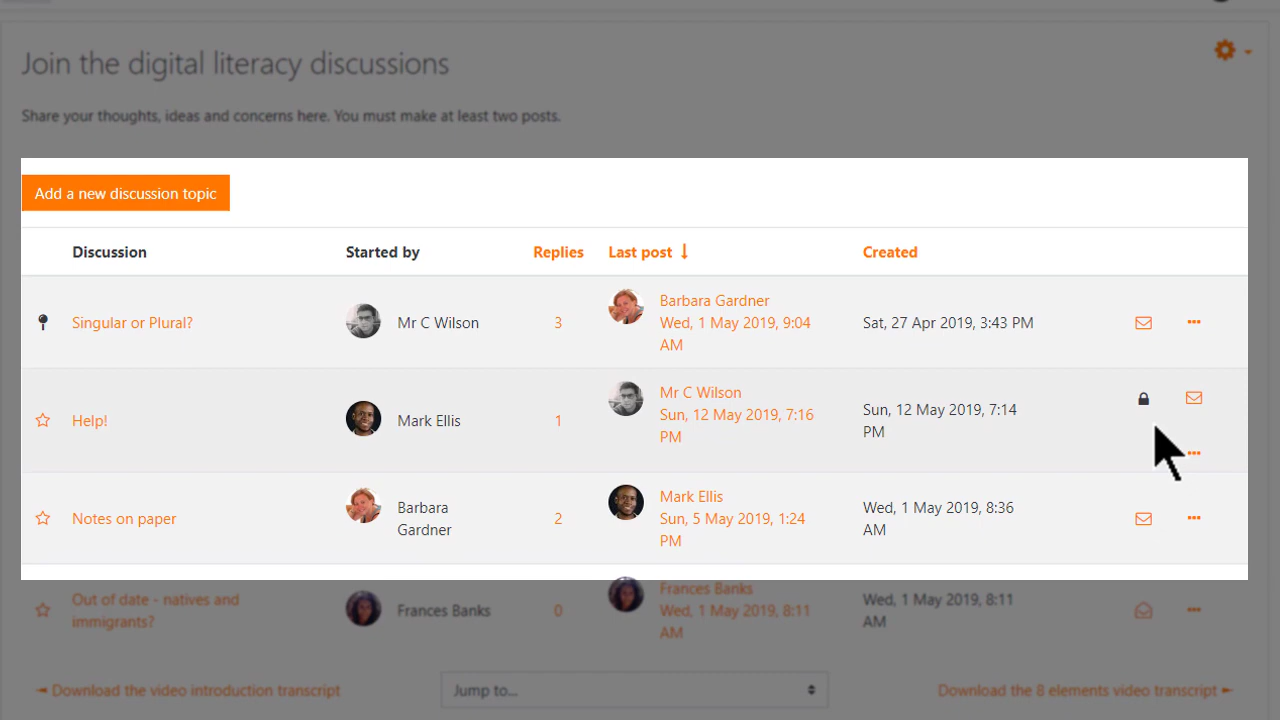 Join the digital literacy discussions
Share your thoughts, ideas and concerns here. You must make at least two posts.
Add a new discussion topic
Discussion Started by Replies Last post Created
Singular or Plural? Mr C Wilson 3 Barbara Gardner
Wed, 1 May 2019, 9:04
AM
Sat, 27 Apr 2019, 3:43 PM
Help! Mark Ellis 1 Mr C Wilson
Sun, 12 May 2019, 7:16
PM
Sun, 12 May 2019, 7:14
PM
Notes on paper
Barbara
Gardner
2
Mark Ellis
Sun, 5 May 2019, 1:24
PM
Wed, 1 May 2019, 8:36
AM
Out of date - natives and
immigrants?
Frances Banks
0
Frances Banks
Wed, 1 May 2019, 8:11
AM
Wed, 1 May 2019, 8:11
AM
Download the video introduction transcript Jump to... Download the 8 elements video transcript